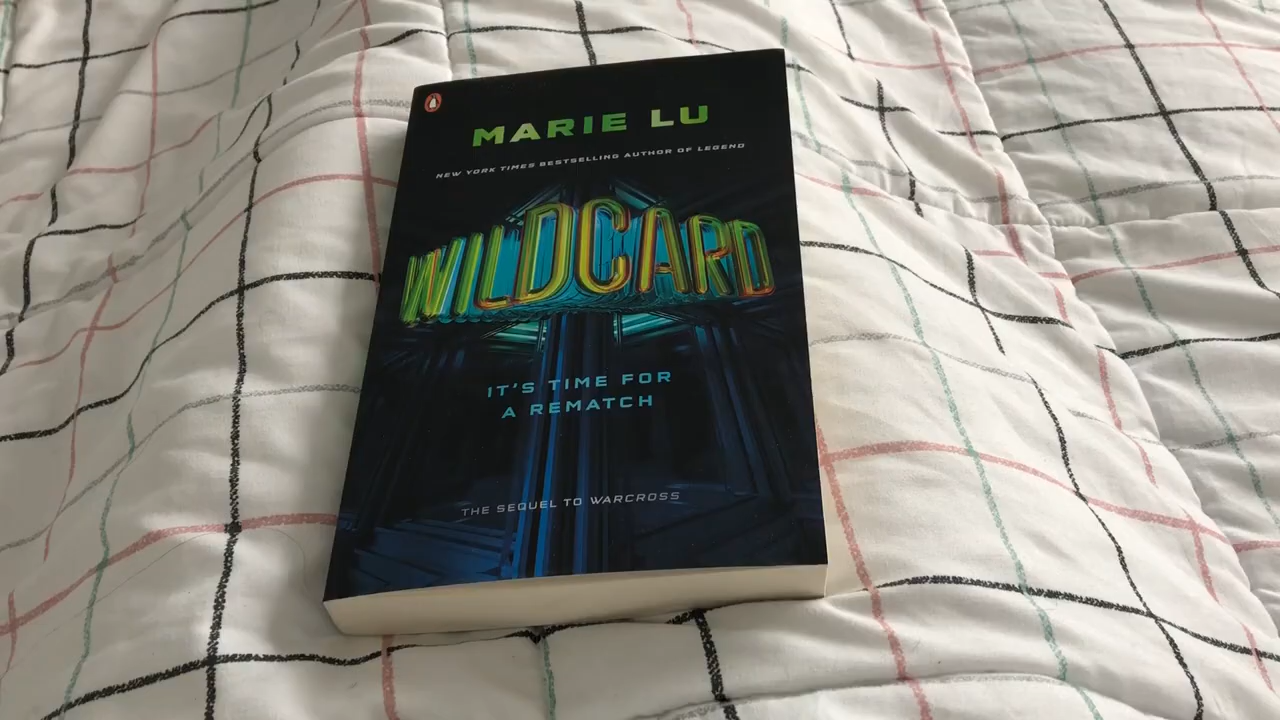 MARIE LU
NEW YORK TIMES BESTSELLING AUTHOR OF LEGEND
WILDCARD
IT'S TIME FOR
A REMATCH
THE SEQUEL TO WARCROSS